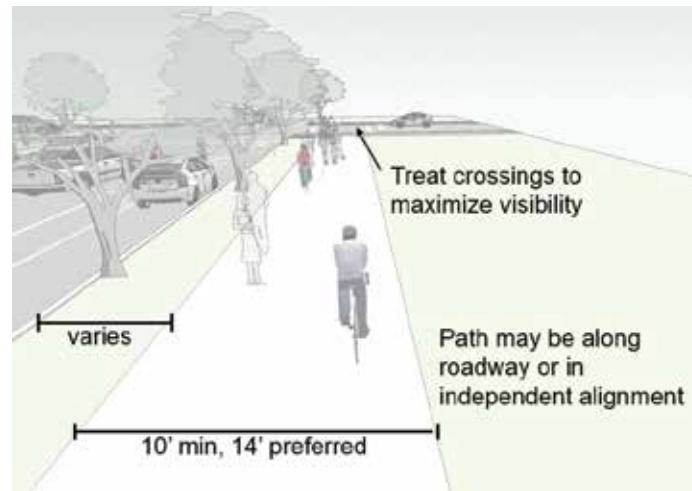 Treat crossings to
maximize visibility
varies
Path may be along
roadway or in
independent alignment
10' min, 14' preferred